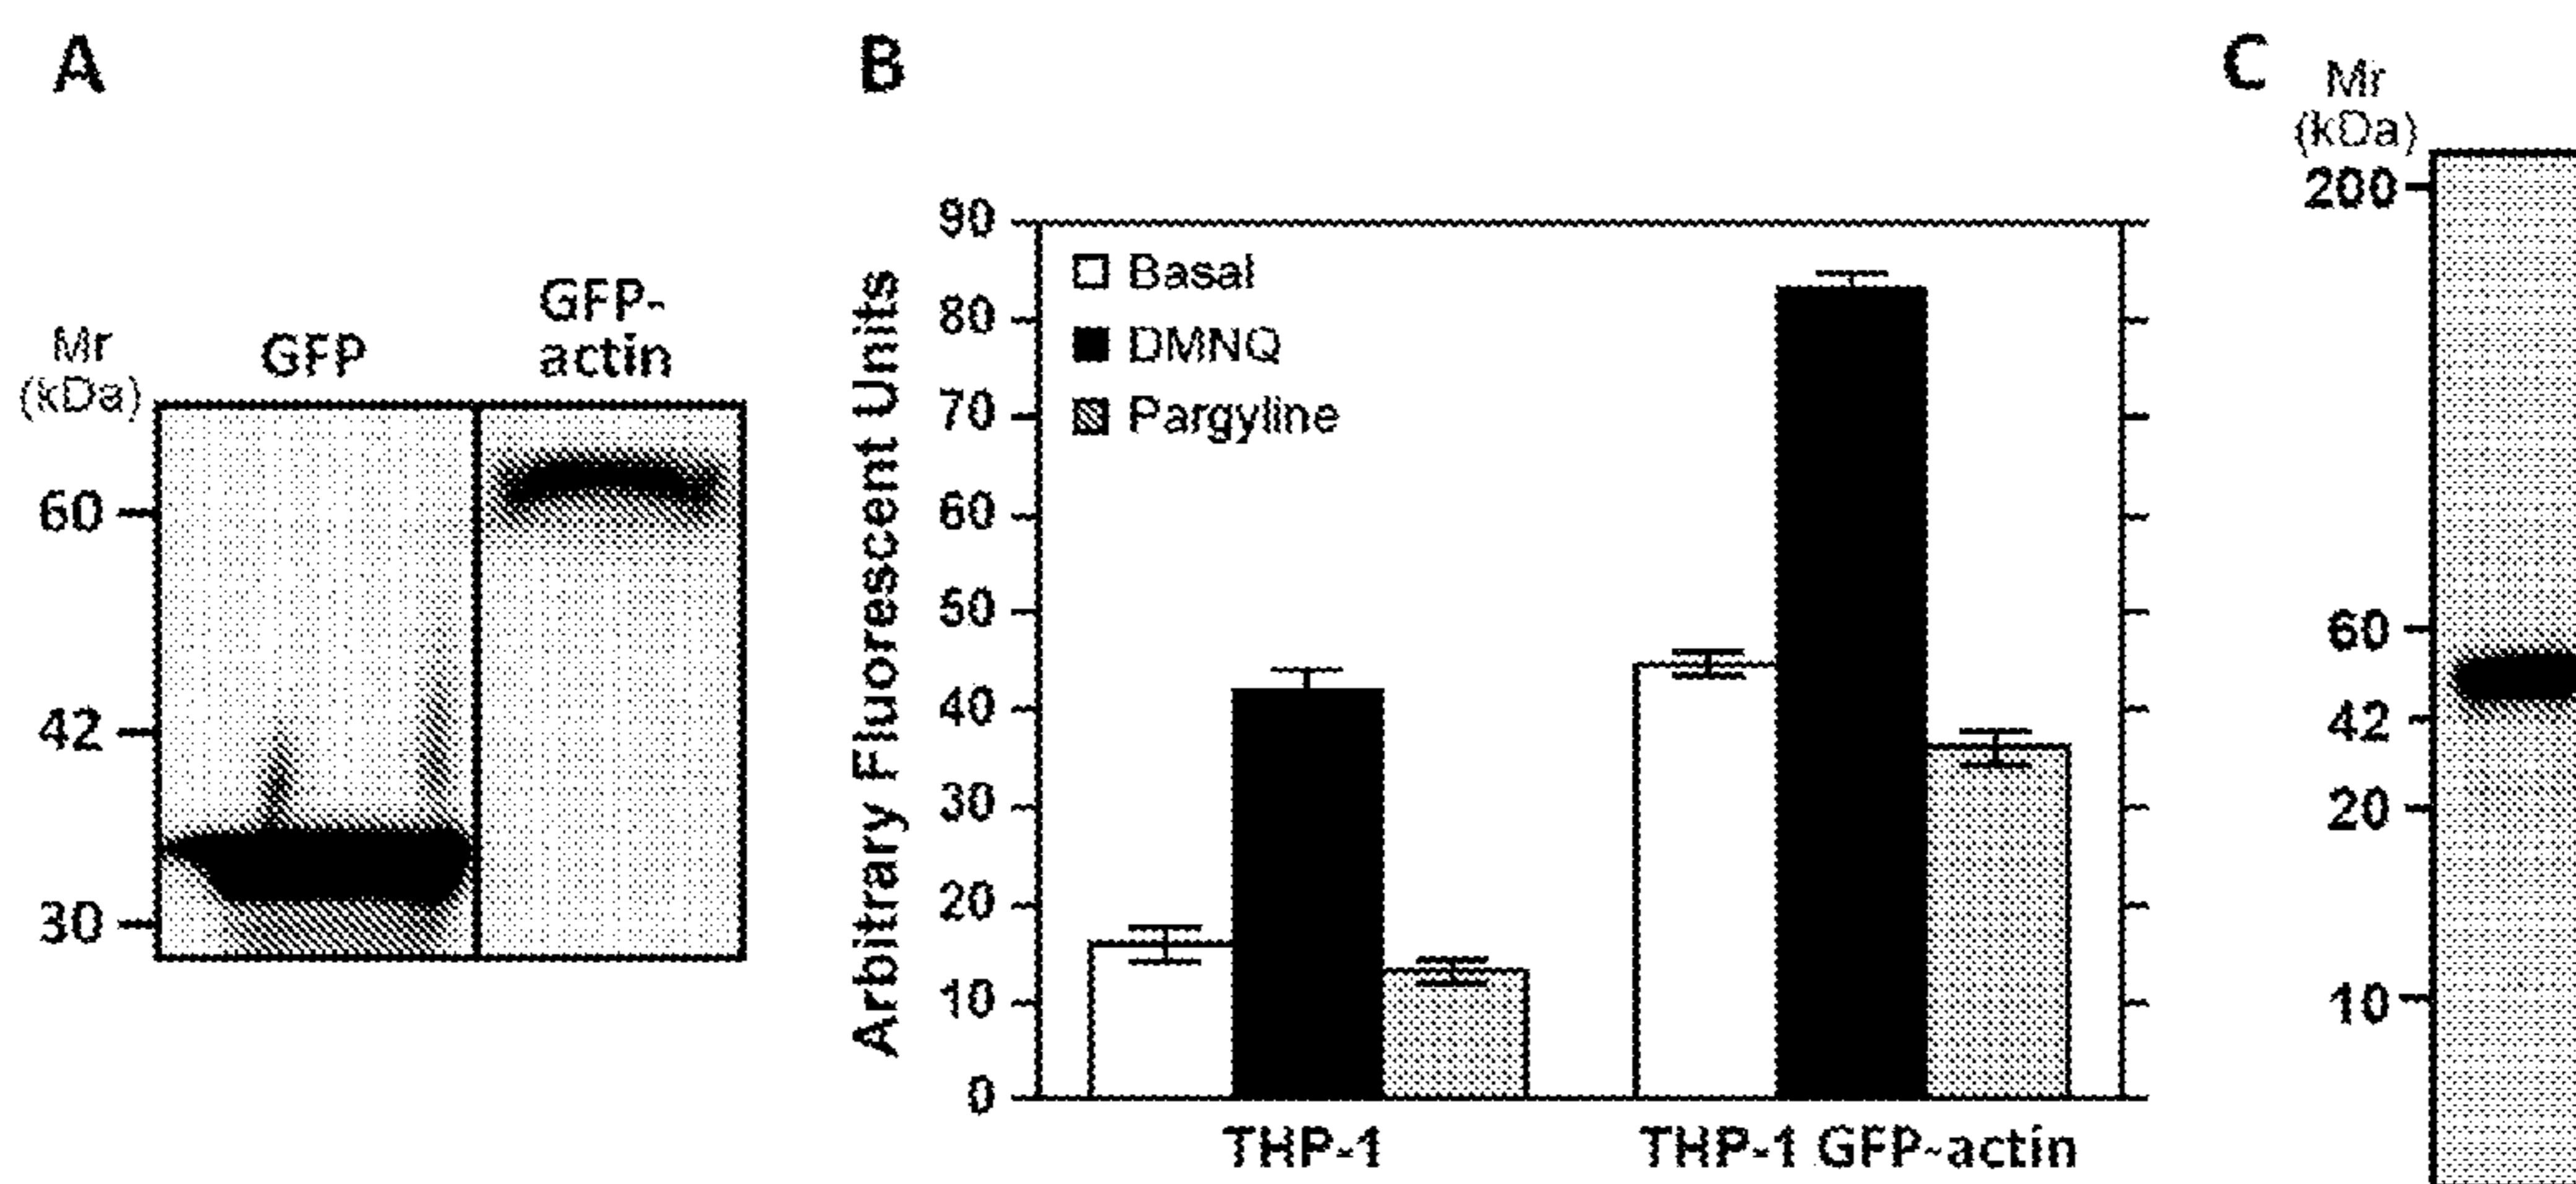 A
Mr
(kDa)
GFP
GFP-
actin
60
42
30
B
Arbitrary Fluorescent Units
90
80
70
60
50
40
30
20
10
0
Basal
DMNQ
Pargyline
THP-1
THP-1 GFP-actin
C
Mr
(kDa)
200
60
42
20
10